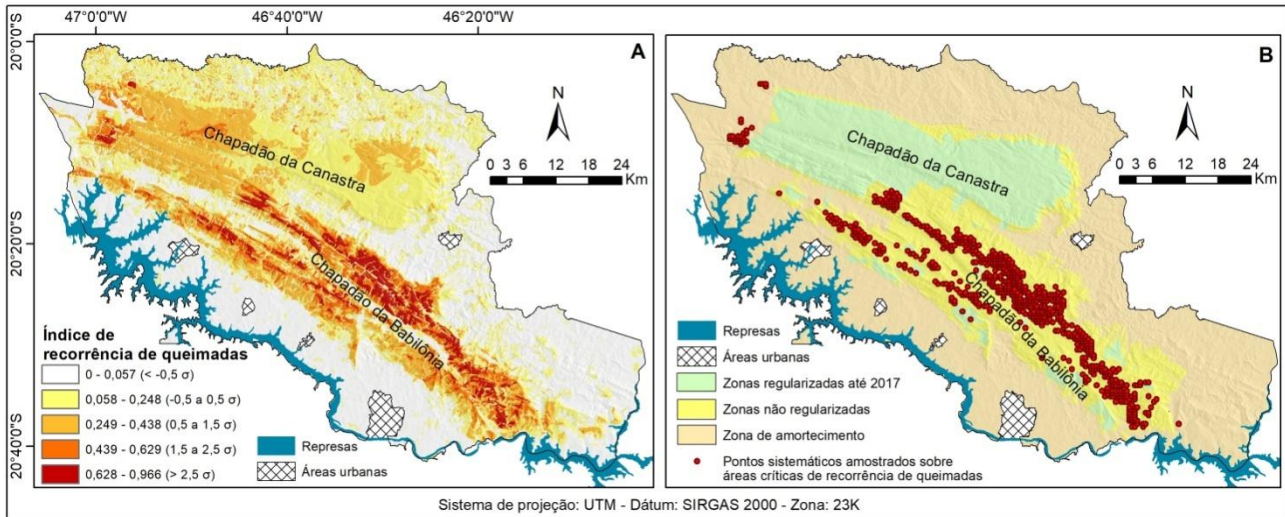 47°0'0"W
46°40'0"W
46°20'0"W
20°0'0"S
20°20'0"S
20°40'0"S
A
N
0 3 6 12 18 24
Km
Chapadão da Canastra
Chapadão da Babilônia
Índice de
recorrência de queimadas
0 - 0,057 (< -0,5 σ)
0,058 - 0,248 (-0,5 a 0,5 σ)
0,249 - 0,438 (0,5 a 1,5 σ)
0,439 - 0,629 (1,5 a 2,5 σ)
0,628 - 0,966 (> 2,5 σ)
Represas
Áreas urbanas
B
N
0 3 6 12 18 24
Km
Chapadão da Canastra
Chapadão da Babilônia
Represas
Áreas urbanas
Zonas regularizadas até 2017
Zonas não regularizadas
Zona de amortecimento
Pontos sistemáticos amostrados sobre
áreas críticas de recorrência de queimadas
Sistema de projeção: UTM - Dátum: SIRGAS 2000 - Zona: 23K